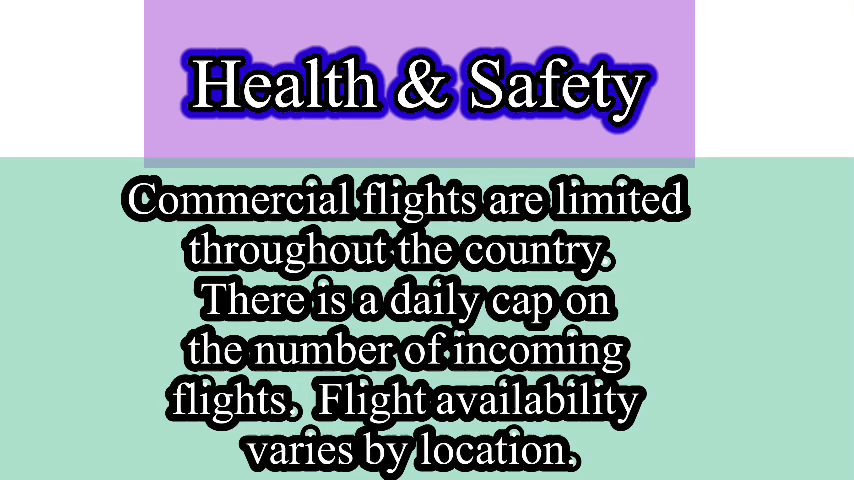 Health & Safety
Commercial flights are limited
throughout the country.
There is a daily cap on
the number of incoming
flights.  Flight availability
varies by location.